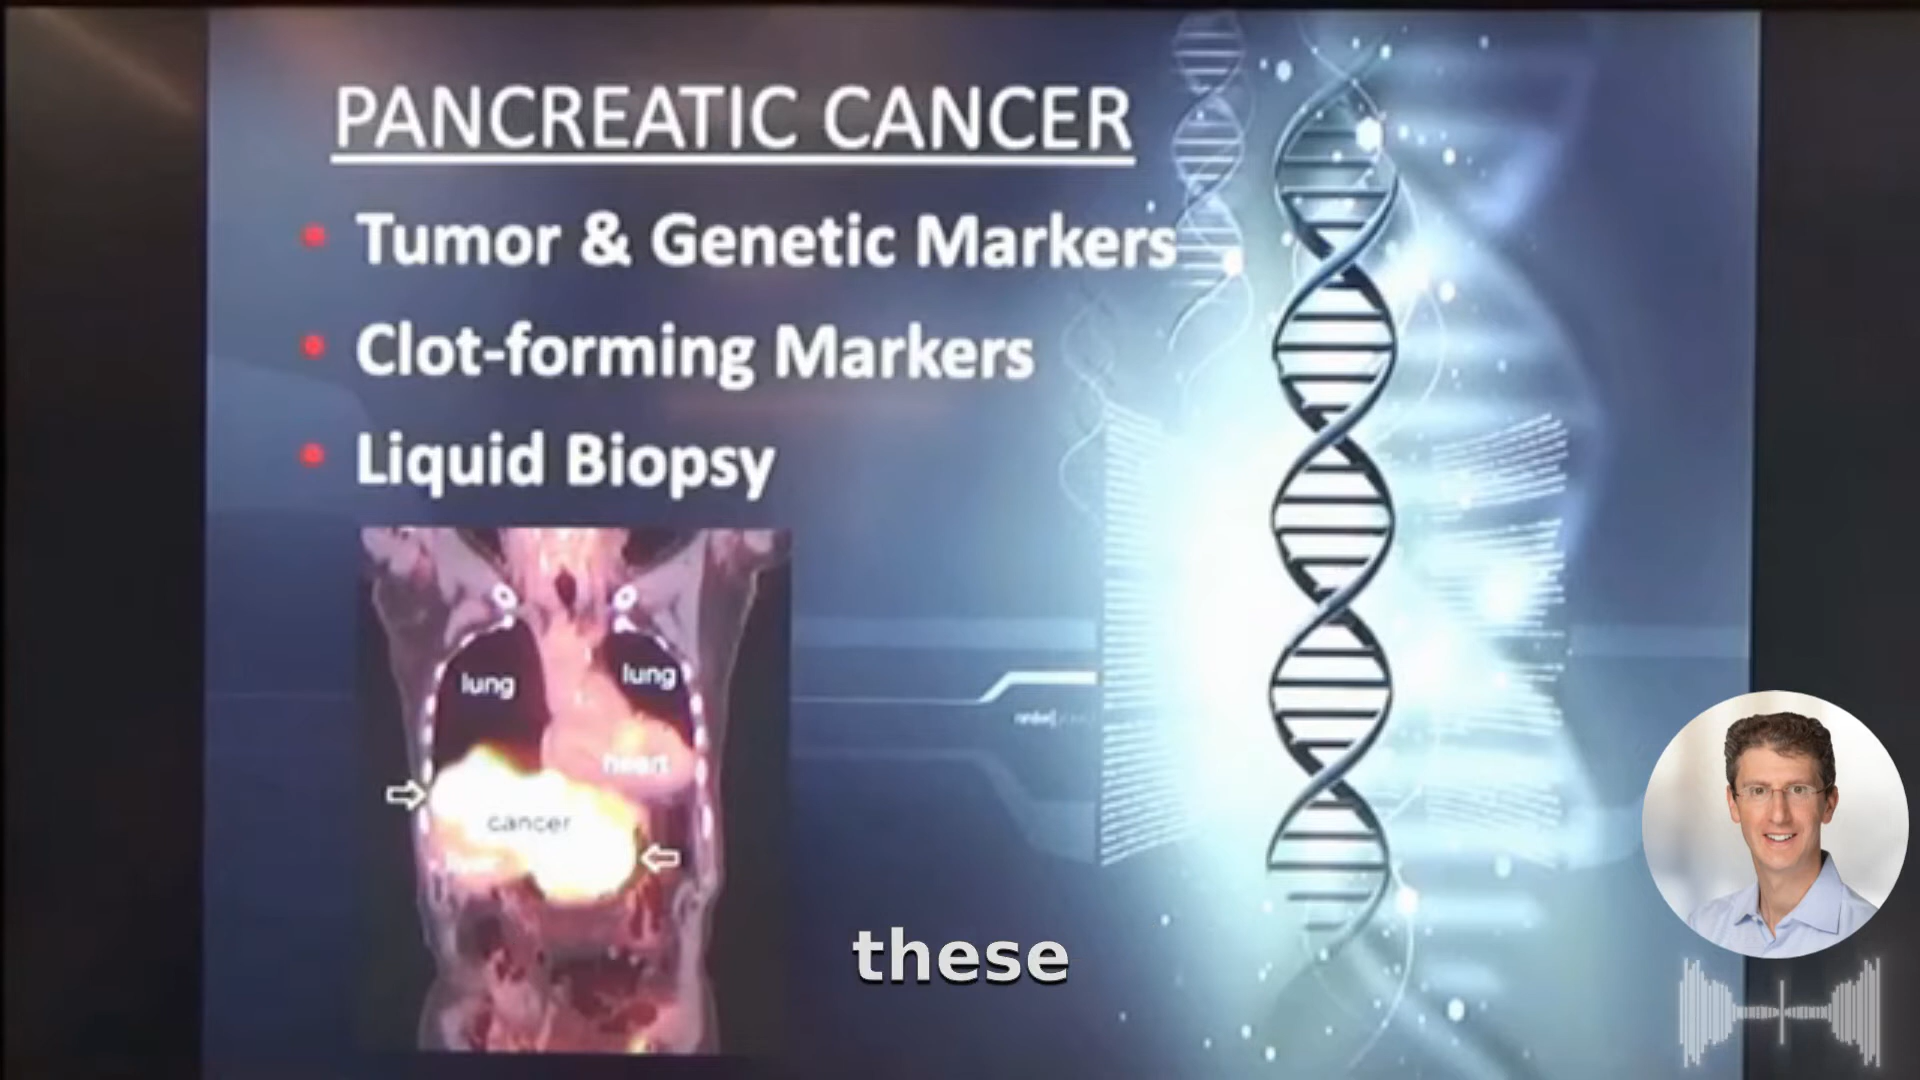 PANCREATIC CANCER
• Tumor & Genetic Markers
• Clot-forming Markers
• Liquid Biopsy
lung
lung
heart
cancer
these